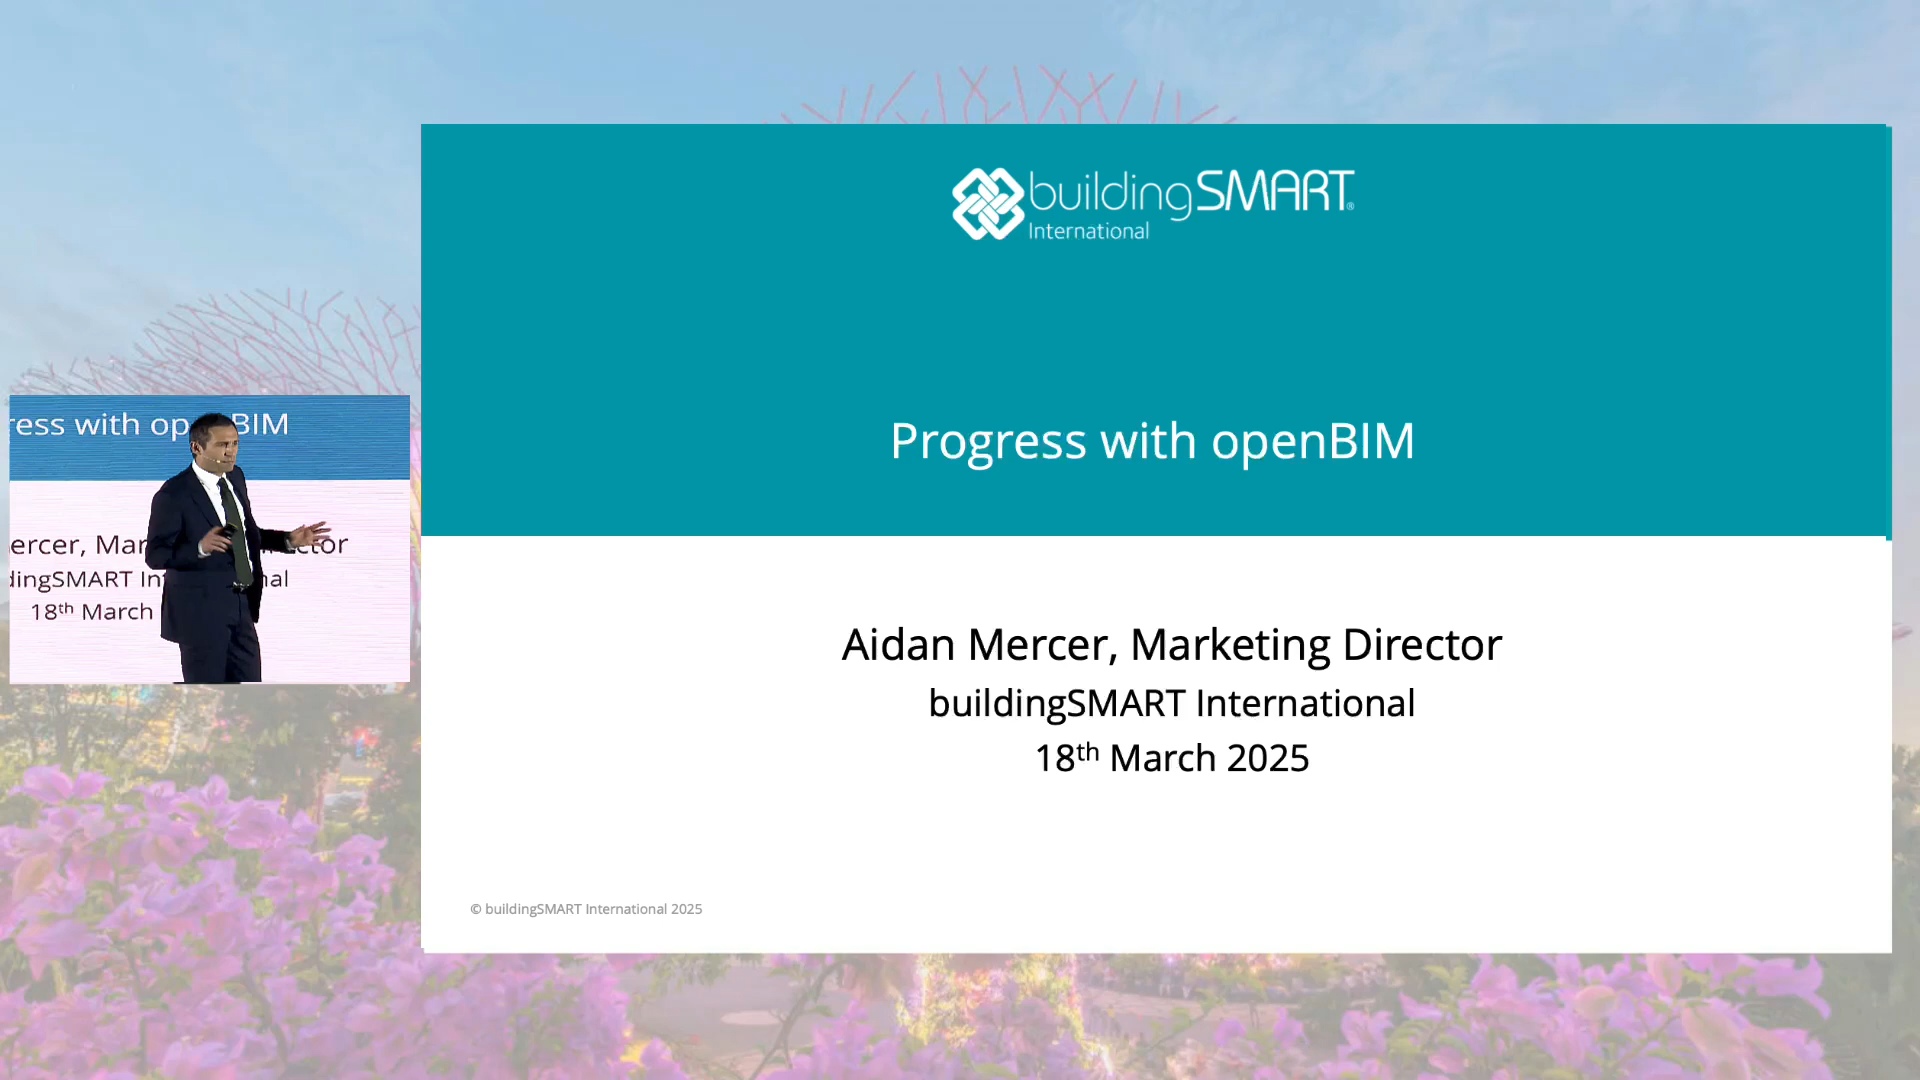 buildingSMART®
International
Progress with openBIM
Aidan Mercer, Marketing Director
buildingSMART International
18th March 2025
© buildingSMART International 2025
ress with op BIM
ercer, Mar ctor
dingSMART In nal
18th March